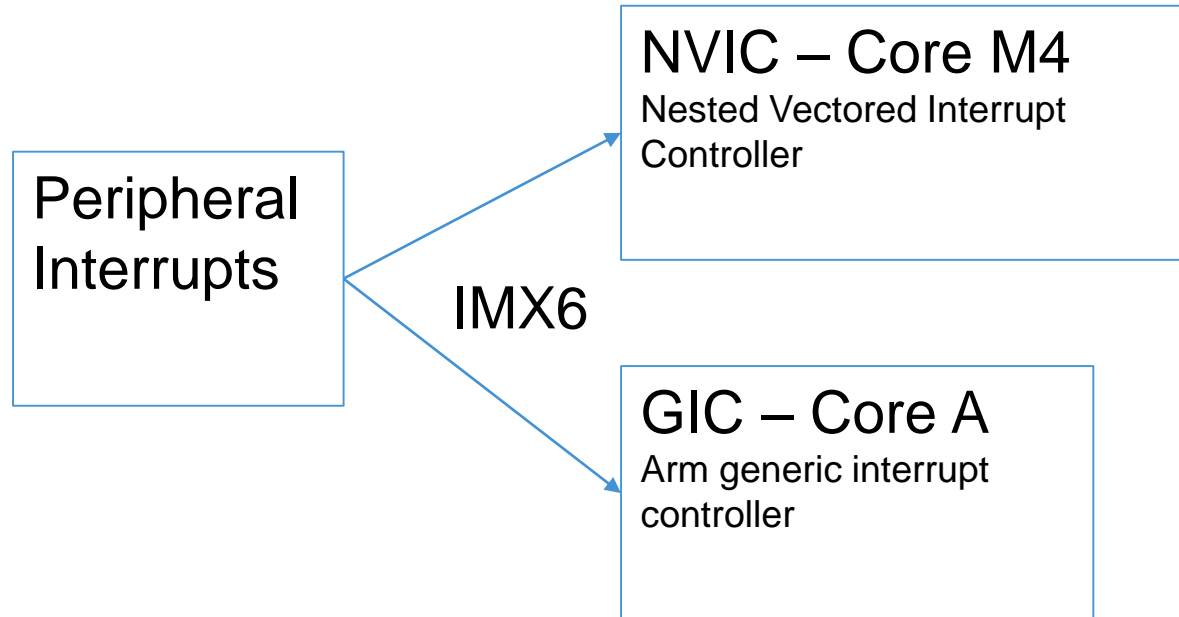 NVIC – Core M4
Nested Vectored Interrupt
Controller
Peripheral
Interrupts
IMX6
GIC – Core A
Arm generic interrupt
controller